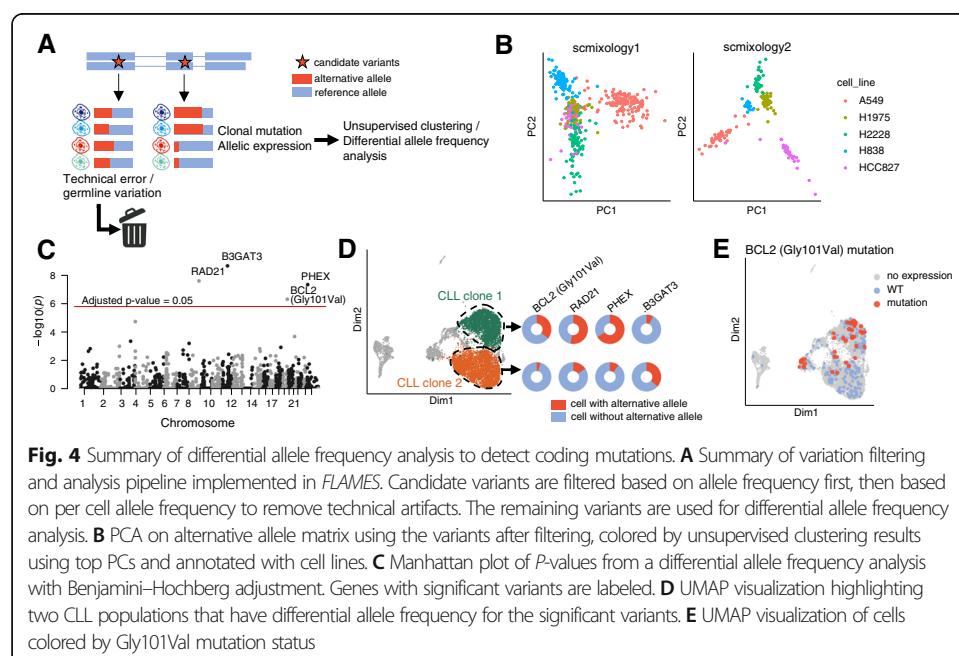 A
candidate variants
alternative allele
reference allele
Clonal mutation
Allelic expression
Unsupervised clustering /
Differential allele frequency
analysis
Technical error /
germline variation
B
scmixology1
scmixology2
PC2
PC1
PC2
PC1
cell_line
A549
H1975
H2228
H838
HCC827
C
−log10(p)
8
6
4
2
0
B3GAT3
RAD21
PHEX
BCL2
(Gly101Val)
Adjusted p-value = 0.05
1 2 3 4 5 6 7 8 10 12 14 17 21
Chromosome
D
CLL clone 1
CLL clone 2
Dim2
Dim1
BCL2 (Gly101Val)
RAD21
PHEX
B3GAT3
cell with alternative allele
cell without alternative allele
E
BCL2 (Gly101Val) mutation
no expression
WT
mutation
Dim2
Dim1
Fig. 4 Summary of differential allele frequency analysis to detect coding mutations. A Summary of variation filtering
and analysis pipeline implemented in FLAMES. Candidate variants are filtered based on allele frequency first, then based
on per cell allele frequency to remove technical artifacts. The remaining variants are used for differential allele frequency
analysis. B PCA on alternative allele matrix using the variants after filtering, colored by unsupervised clustering results
using top PCs and annotated with cell lines. C Manhattan plot of P-values from a differential allele frequency analysis
with Benjamini–Hochberg adjustment. Genes with significant variants are labeled. D UMAP visualization highlighting
two CLL populations that have differential allele frequency for the significant variants. E UMAP visualization of cells
colored by Gly101Val mutation status